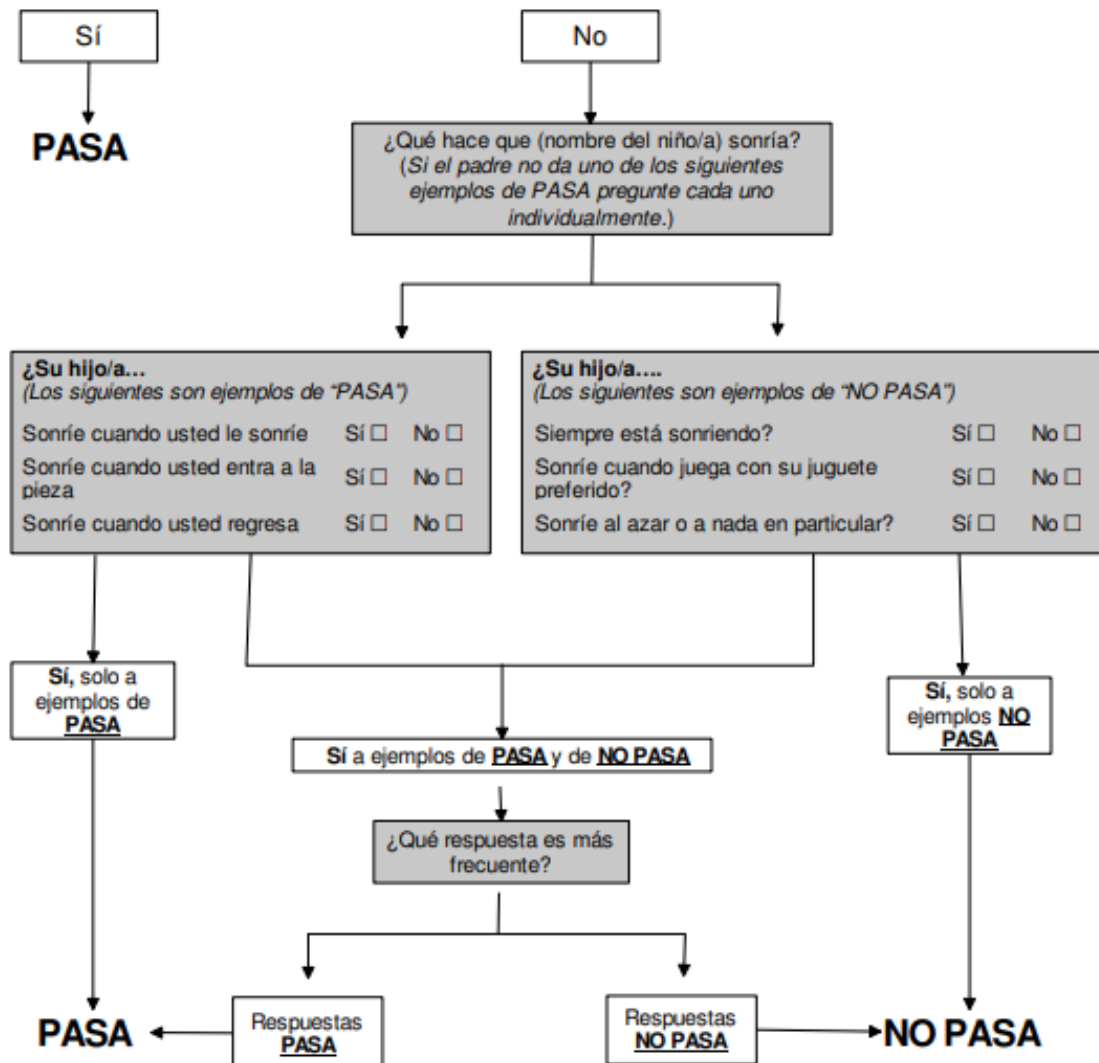 Sí
No
PASA
¿Qué hace que (nombre del niño/a) sonría?
(Si el padre no da uno de los siguientes
ejemplos de PASA pregunte cada uno
individualmente.)
¿Su hijo/a…
(Los siguientes son ejemplos de “PASA”)
Sonríe cuando usted le sonríe Sí ☐ No ☐
Sonríe cuando usted entra a la
pieza Sí ☐ No ☐
Sonríe cuando usted regresa Sí ☐ No ☐
¿Su hijo/a….
(Los siguientes son ejemplos de “NO PASA”)
Siempre está sonriendo? Sí ☐ No ☐
Sonríe cuando juega con su juguete
preferido? Sí ☐ No ☐
Sonríe al azar o a nada en particular? Sí ☐ No ☐
Sí, solo a
ejemplos de
PASA
Sí, solo a
ejemplos NO
PASA
Sí a ejemplos de PASA y de NO PASA
¿Qué respuesta es más
frecuente?
Respuestas
PASA
Respuestas
NO PASA
PASA
NO PASA